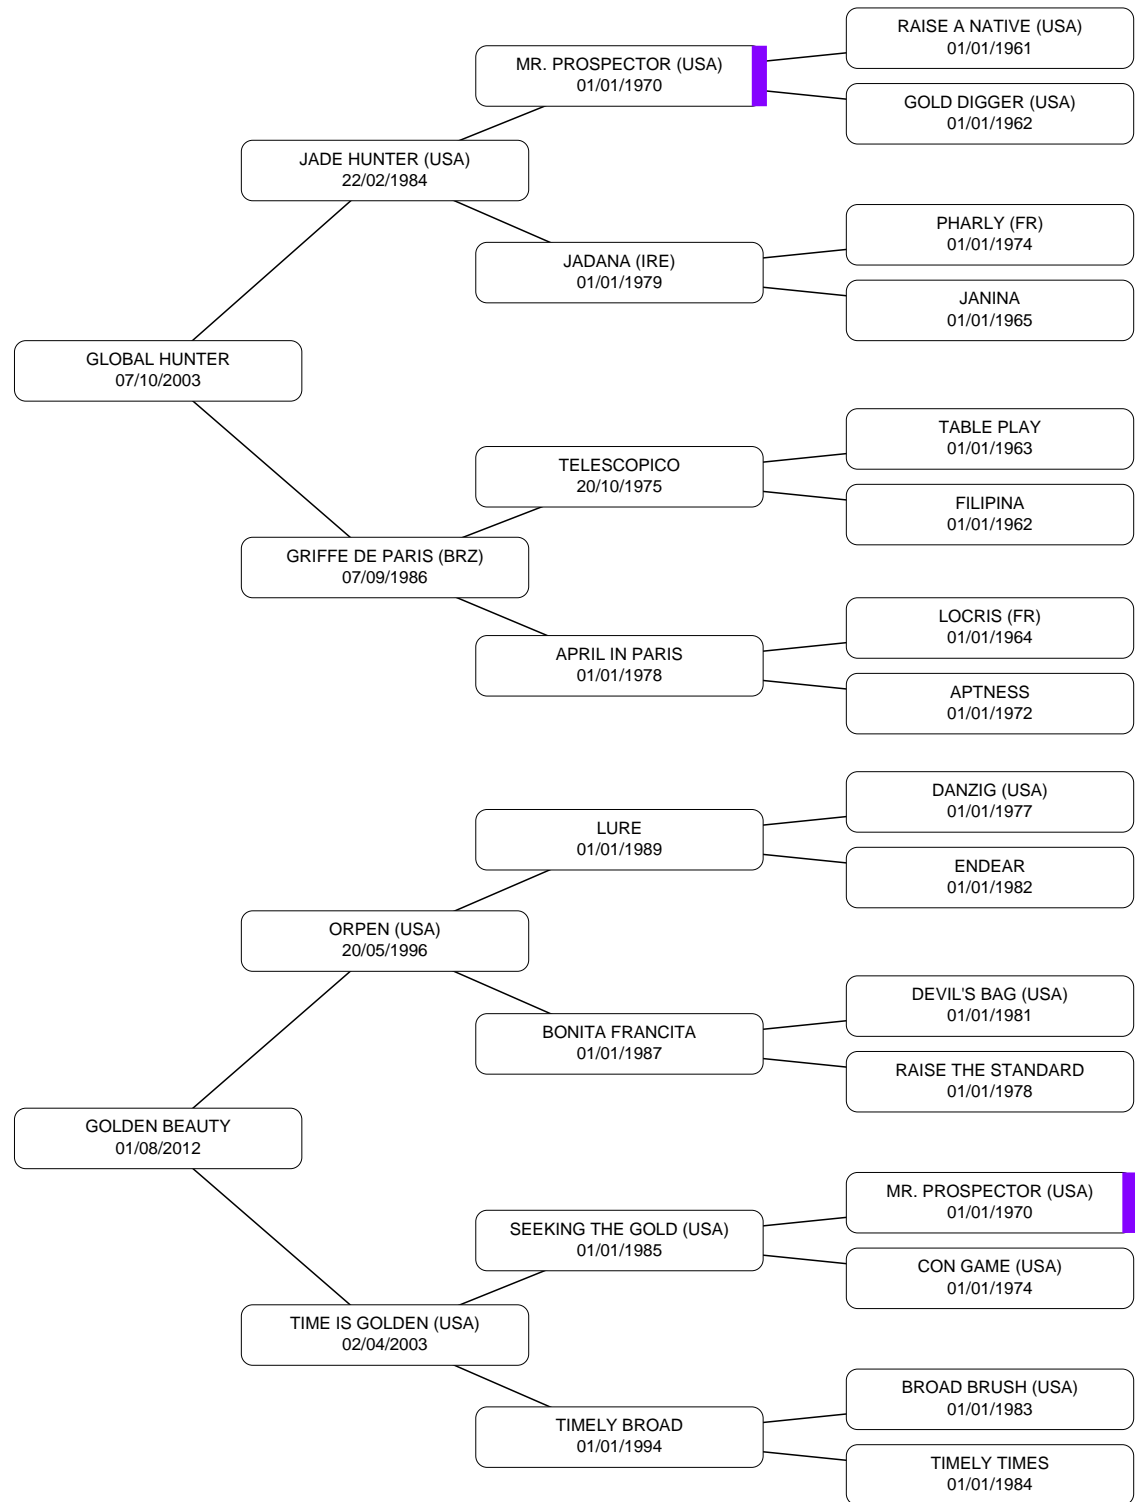 RAISE A NATIVE (USA)
01/01/1961
MR. PROSPECTOR (USA)
01/01/1970
GOLD DIGGER (USA)
01/01/1962
JADE HUNTER (USA)
22/02/1984
PHARLY (FR)
01/01/1974
JADANA (IRE)
01/01/1979
JANINA
01/01/1965
GLOBAL HUNTER
07/10/2003
TABLE PLAY
01/01/1963
TELESCOPICO
20/10/1975
FILIPINA
01/01/1962
GRIFFE DE PARIS (BRZ)
07/09/1986
LOCRIS (FR)
01/01/1964
APRIL IN PARIS
01/01/1978
APTNESS
01/01/1972
DANZIG (USA)
01/01/1977
LURE
01/01/1989
ENDEAR
01/01/1982
ORPEN (USA)
20/05/1996
DEVIL'S BAG (USA)
01/01/1981
BONITA FRANCITA
01/01/1987
RAISE THE STANDARD
01/01/1978
GOLDEN BEAUTY
01/08/2012
MR. PROSPECTOR (USA)
01/01/1970
SEEKING THE GOLD (USA)
01/01/1985
CON GAME (USA)
01/01/1974
TIME IS GOLDEN (USA)
02/04/2003
BROAD BRUSH (USA)
01/01/1983
TIMELY BROAD
01/01/1994
TIMELY TIMES
01/01/1984